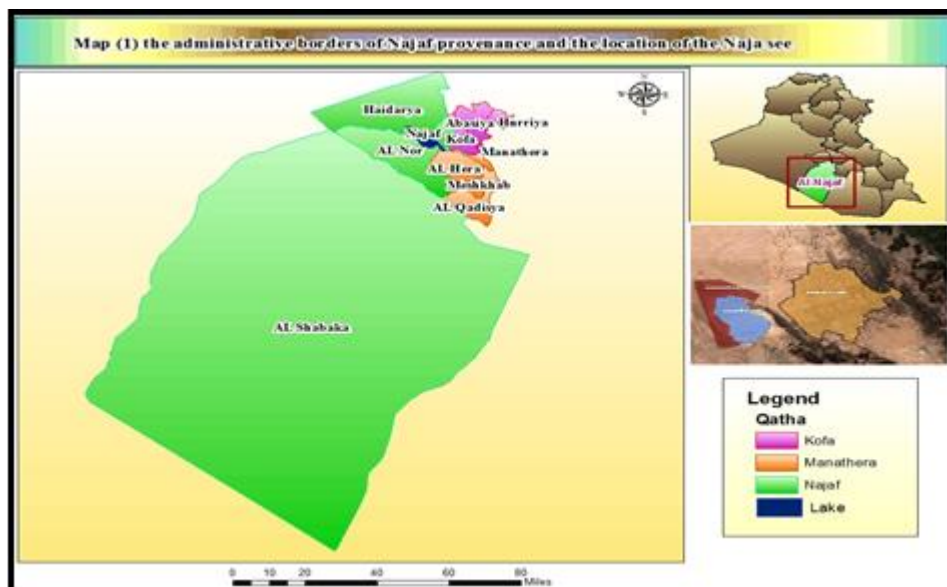 Map (1) the administrative borders of Najaf provenance and the location of the Naja see
N
W
E
S
Haidarya
Abasiya Hurriya
Najaf
Kofa
AL Nor
Manathera
AL Hera
Meshkhab
AL Qadisya
AL Shabaka
Al Najaf
Legend
Qatha
Kofa
Manathera
Najaf
Lake
0 10 20 40 60 80
Miles